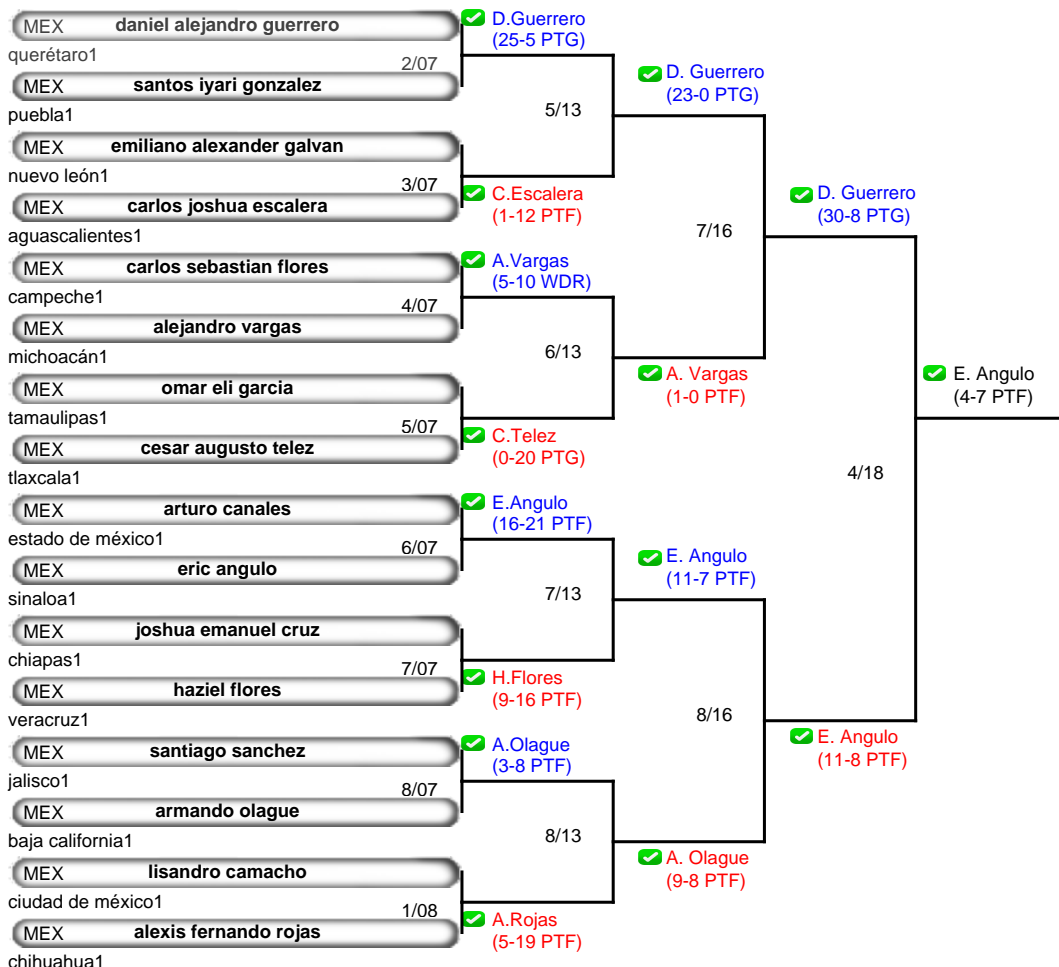 MEX daniel alejandro guerrero
querétaro1
2/07
MEX santos iyari gonzalez
puebla1
MEX emiliano alexander galvan
nuevo león1
3/07
MEX carlos joshua escalera
aguascalientes1
MEX carlos sebastian flores
campeche1
4/07
MEX alejandro vargas
michoacán1
MEX omar eli garcia
tamaulipas1
5/07
MEX cesar augusto telez
tlaxcala1
MEX arturo canales
estado de méxico1
6/07
MEX eric angulo
sinaloa1
MEX joshua emanuel cruz
chiapas1
7/07
MEX haziel flores
veracruz1
MEX santiago sanchez
jalisco1
8/07
MEX armando olague
baja california1
MEX lisandro camacho
ciudad de méxico1
1/08
MEX alexis fernando rojas
chihuahua1
D.Guerrero
(25-5 PTG)
5/13
C.Escalera
(1-12 PTF)
A.Vargas
(5-10 WDR)
6/13
C.Telez
(0-20 PTG)
E.Angulo
(16-21 PTF)
7/13
H.Flores
(9-16 PTF)
A.Olague
(3-8 PTF)
8/13
A.Rojas
(5-19 PTF)
D. Guerrero
(23-0 PTG)
7/16
A. Vargas
(1-0 PTF)
E. Angulo
(11-7 PTF)
8/16
A. Olague
(9-8 PTF)
D. Guerrero
(30-8 PTG)
4/18
E. Angulo
(11-8 PTF)
E. Angulo
(4-7 PTF)